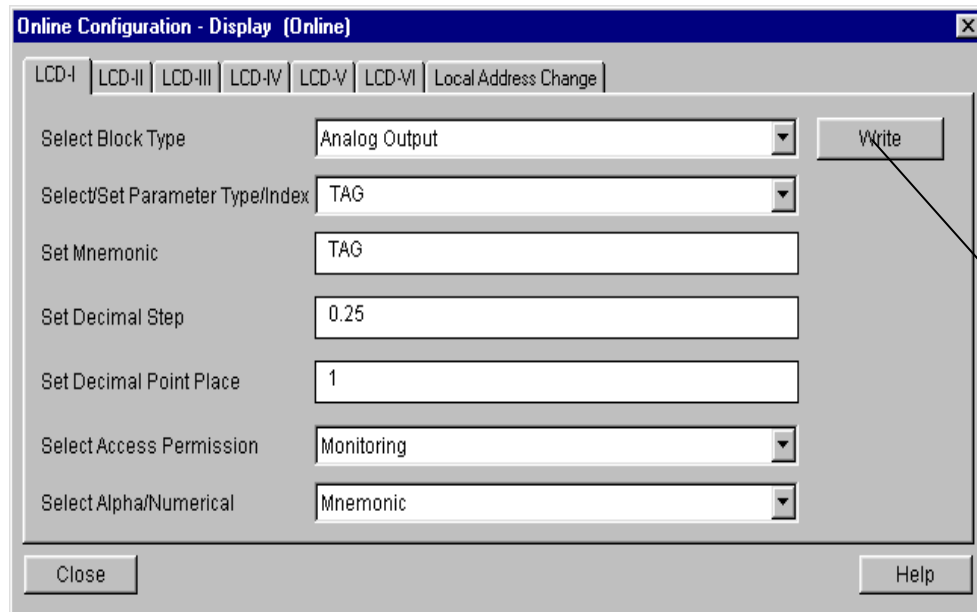 Online Configuration - Display (Online)
LCD-I LCD-II LCD-III LCD-IV LCD-V LCD-VI Local Address Change
Select Block Type Analog Output Write
Select/Set Parameter Type/Index TAG
Set Mnemonic TAG
Set Decimal Step 0.25
Set Decimal Point Place 1
Select Access Permission Monitoring
Select Alpha/Numerical Mnemonic
Close Help